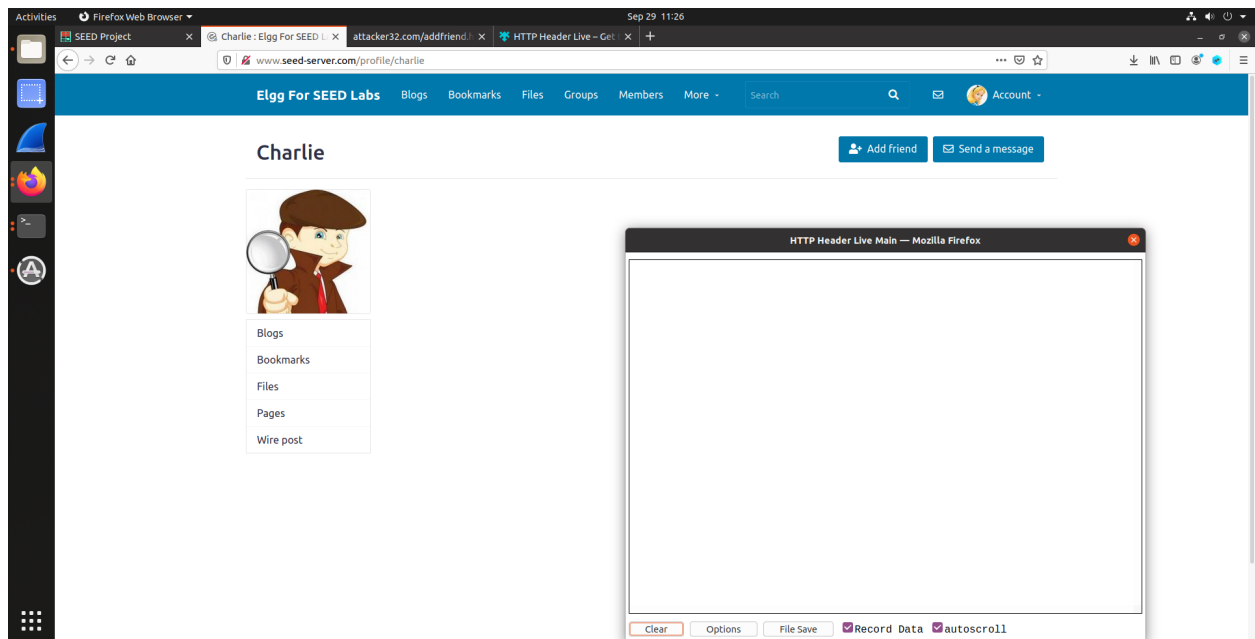 Activities Firefox Web Browser Sep 29 11:26
SEED Project Charlie : Elgg For SEED L attacker32.com/addfriend.h HTTP Header Live – Get
www.seed-server.com/profile/charlie
Elgg For SEED Labs Blogs Bookmarks Files Groups Members More Search Account
Charlie Add friend Send a message
HTTP Header Live Main — Mozilla Firefox
Blogs
Bookmarks
Files
Pages
Wire post
Clear Options File Save Record Data autoscroll